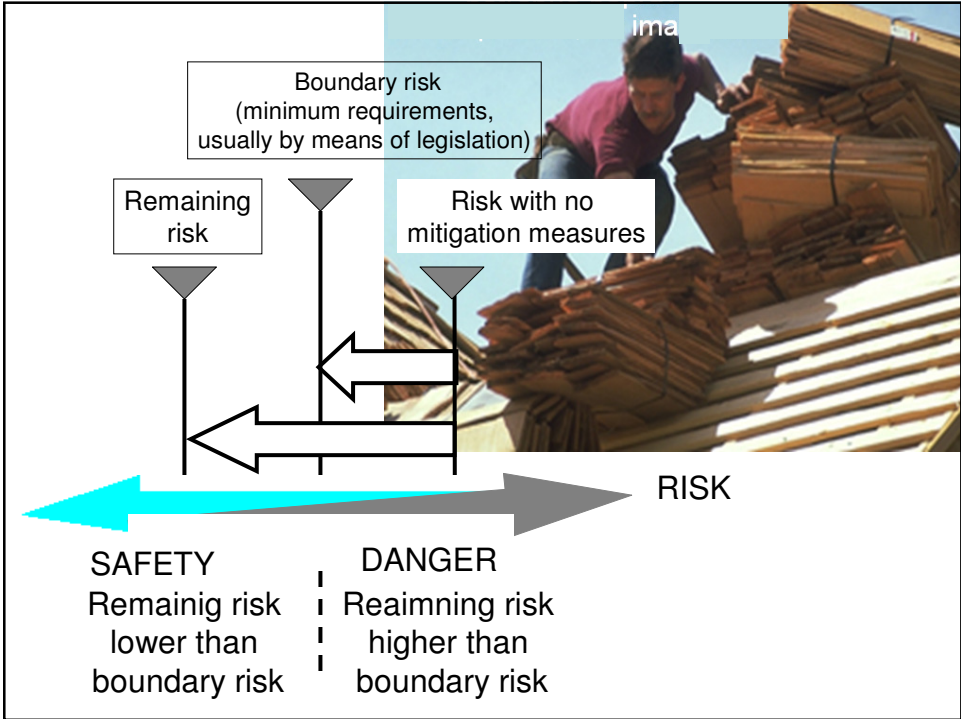 ima
Boundary risk
(minimum requirements,
usually by means of legislation)
Remaining
risk
Risk with no
mitigation measures
RISK
SAFETY
Remainig risk
lower than
boundary risk
DANGER
Reaimning risk
higher than
boundary risk